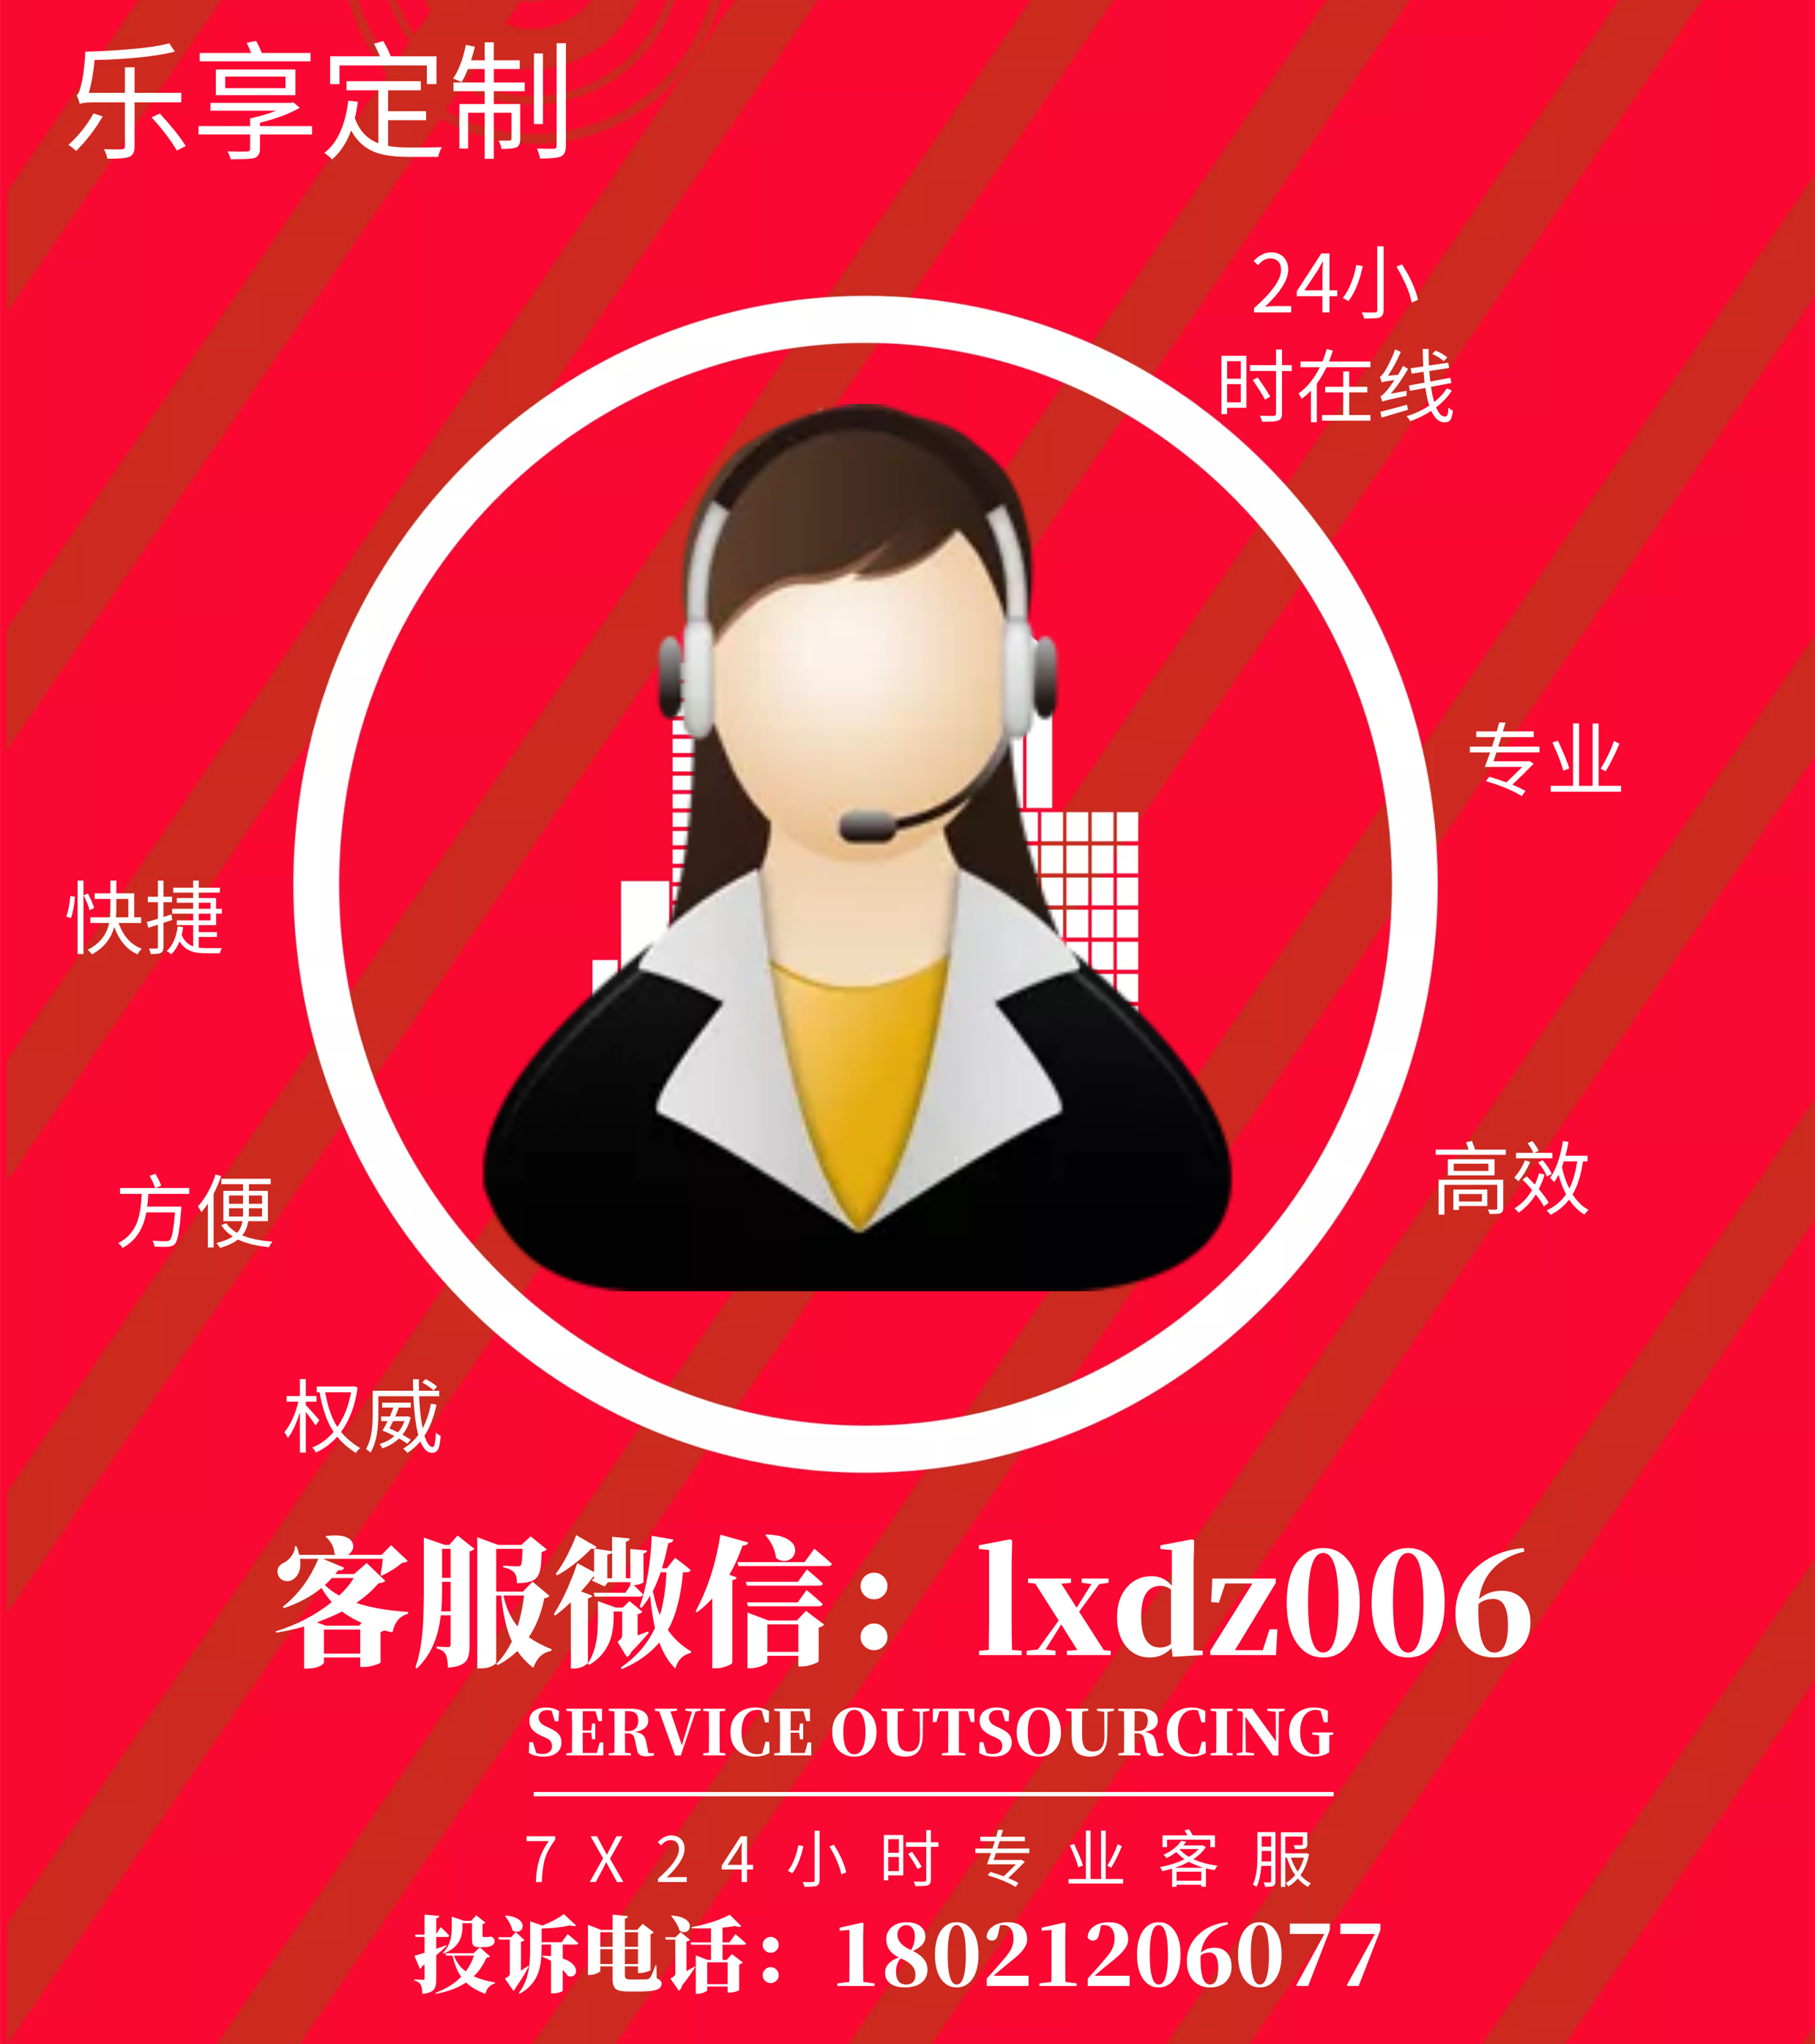 乐享定制
24小
时在线
专业
快捷
高效
方便
权威
客服微信：lxdz006
SERVICE OUTSOURCING
7X24小时专业客服
投诉电话：18021206077